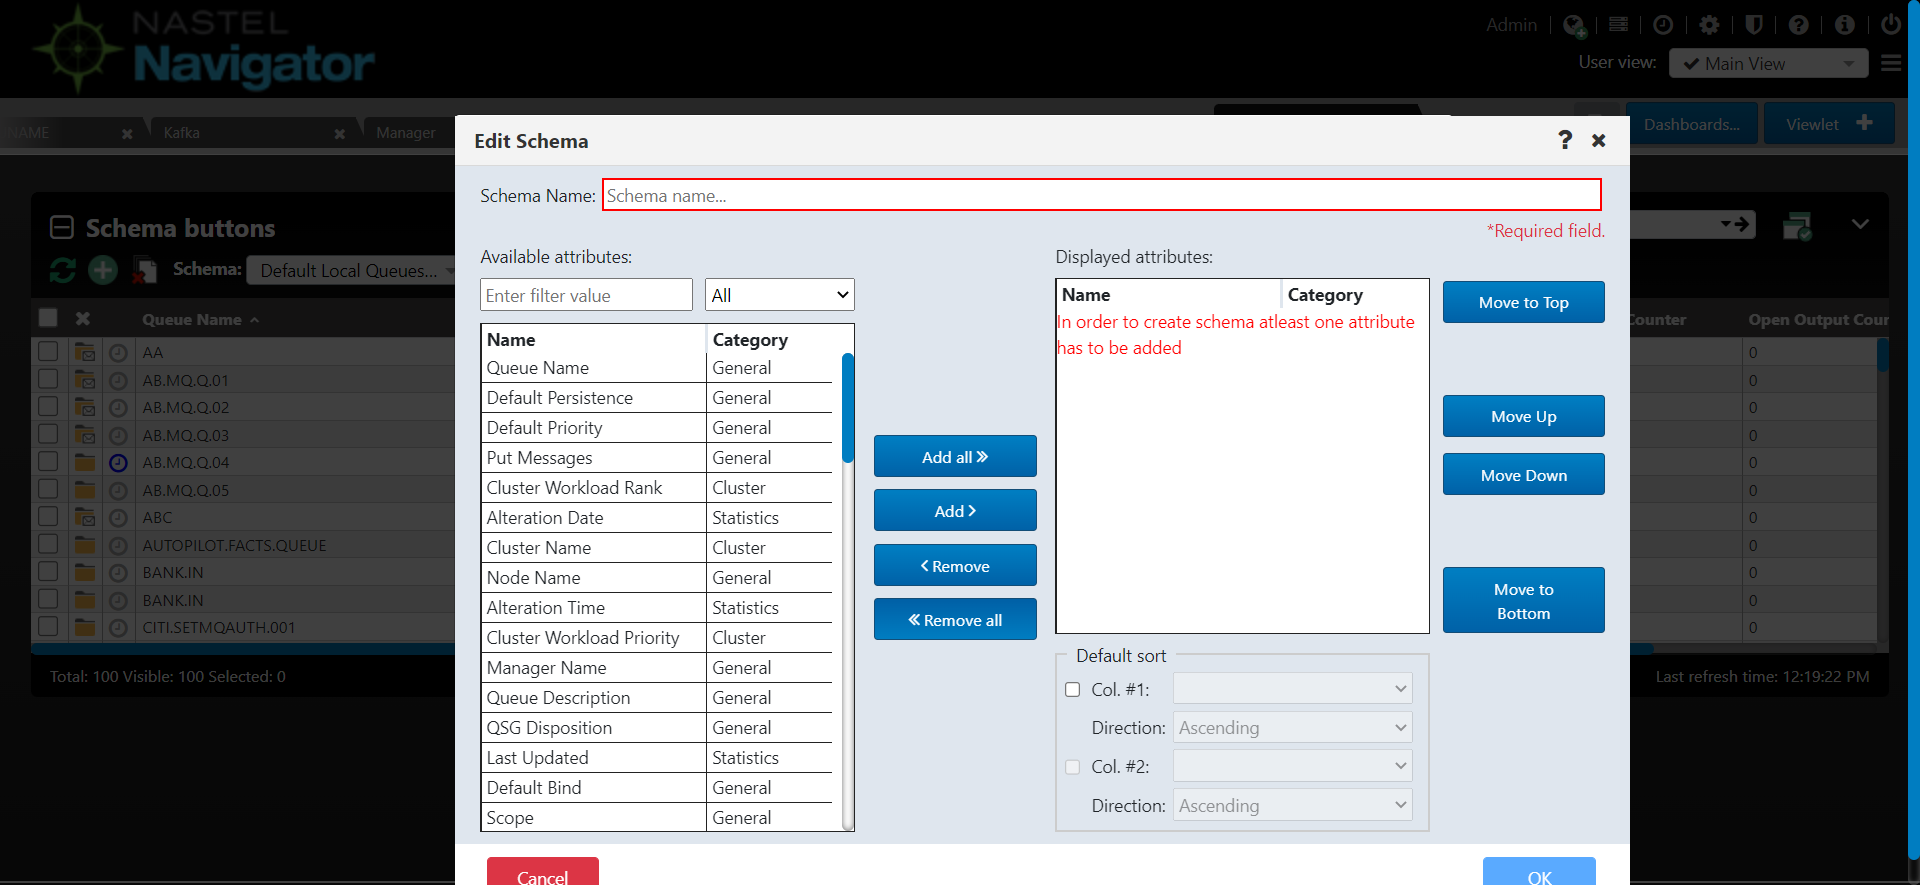 NASTEL
Navigator
Admin
User view:
Main View
NAME
Kafka
Manager
Dashboards...
Viewlet
Edit Schema
?
Schema Name:
Schema name...
*Required field.
Schema buttons
Schema:
Default Local Queues...
Available attributes:
Enter filter value
All
Displayed attributes:
Name Category
In order to create schema atleast one attribute
has to be added
Move to Top
Move Up
Move Down
Move to
Bottom
Name Category
Queue Name General
Default Persistence General
Default Priority General
Put Messages General
Cluster Workload Rank Cluster
Alteration Date Statistics
Cluster Name Cluster
Node Name General
Alteration Time Statistics
Cluster Workload Priority Cluster
Manager Name General
Queue Description General
QSG Disposition General
Last Updated Statistics
Default Bind General
Scope General
Add all
Add
Remove
Remove all
Default sort
Col. #1:
Direction: Ascending
Col. #2:
Direction: Ascending
Cancel
OK
Queue Name
Counter
Open Output Coun
AA 0
AB.MQ.Q.01 0
AB.MQ.Q.02 0
AB.MQ.Q.03 0
AB.MQ.Q.04 0
AB.MQ.Q.05 0
ABC 0
AUTOPILOT.FACTS.QUEUE 0
BANK.IN 0
BANK.IN 0
CITI.SETMQAUTH.001 0
Total: 100 Visible: 100 Selected: 0
Last refresh time: 12:19:22 PM